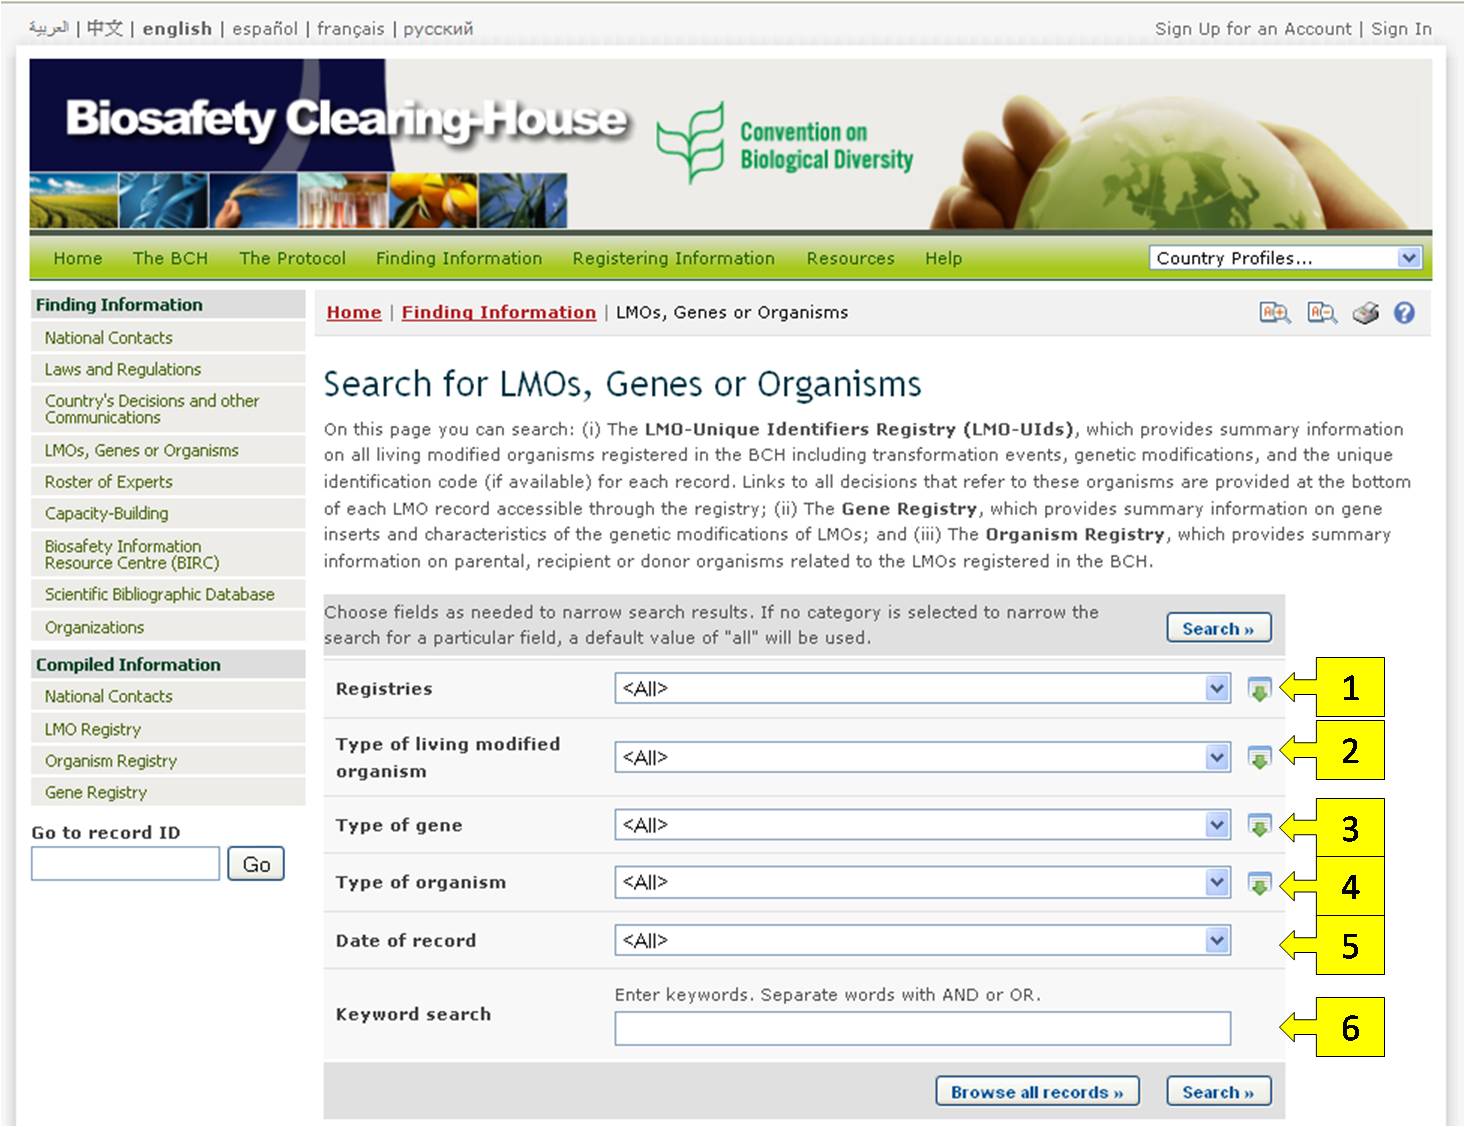 العربية | 中文 | english | español | français | русский
Sign Up for an Account | Sign In
Biosafety Clearing-House
Convention on
Biological Diversity
Home The BCH The Protocol Finding Information Registering Information Resources Help Country Profiles...
Finding Information
National Contacts
Laws and Regulations
Country's Decisions and other
Communications
LMOs, Genes or Organisms
Roster of Experts
Capacity-Building
Biosafety Information
Resource Centre (BIRC)
Scientific Bibliographic Database
Organizations
Compiled Information
National Contacts
LMO Registry
Organism Registry
Gene Registry
Go to record ID
Go
Home | Finding Information | LMOs, Genes or Organisms
A+ A- ?
Search for LMOs, Genes or Organisms
On this page you can search: (i) The LMO-Unique Identifiers Registry (LMO-UIds), which provides summary information
on all living modified organisms registered in the BCH including transformation events, genetic modifications, and the unique
identification code (if available) for each record. Links to all decisions that refer to these organisms are provided at the bottom
of each LMO record accessible through the registry; (ii) The Gene Registry, which provides summary information on gene
inserts and characteristics of the genetic modifications of LMOs; and (iii) The Organism Registry, which provides summary
information on parental, recipient or donor organisms related to the LMOs registered in the BCH.
Choose fields as needed to narrow search results. If no category is selected to narrow the
search for a particular field, a default value of "all" will be used.
Search »
Registries <All> 1
Type of living modified
organism
<All> 2
Type of gene <All> 3
Type of organism <All> 4
Date of record <All> 5
Enter keywords. Separate words with AND or OR.
Keyword search 6
Browse all records » Search »